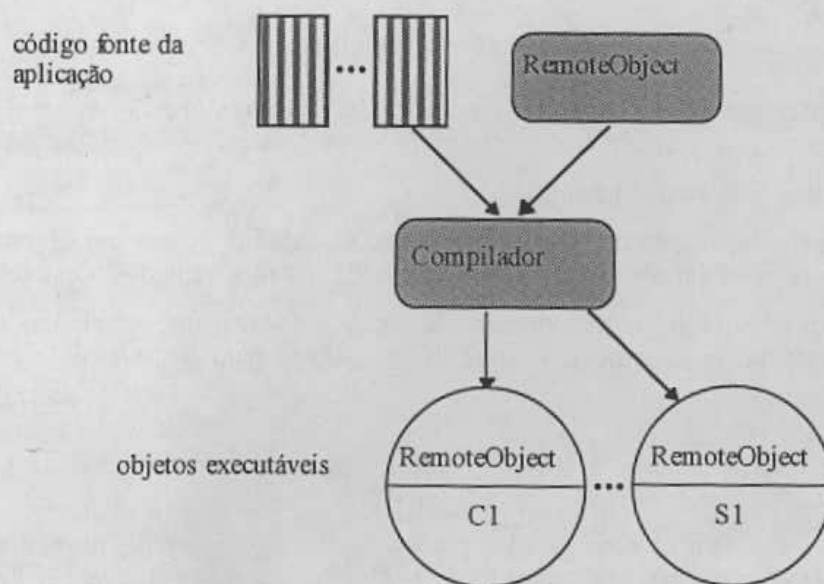 código fonte da
aplicação
RemoteObject
Compilador
objetos executáveis
RemoteObject
C1
RemoteObject
S1